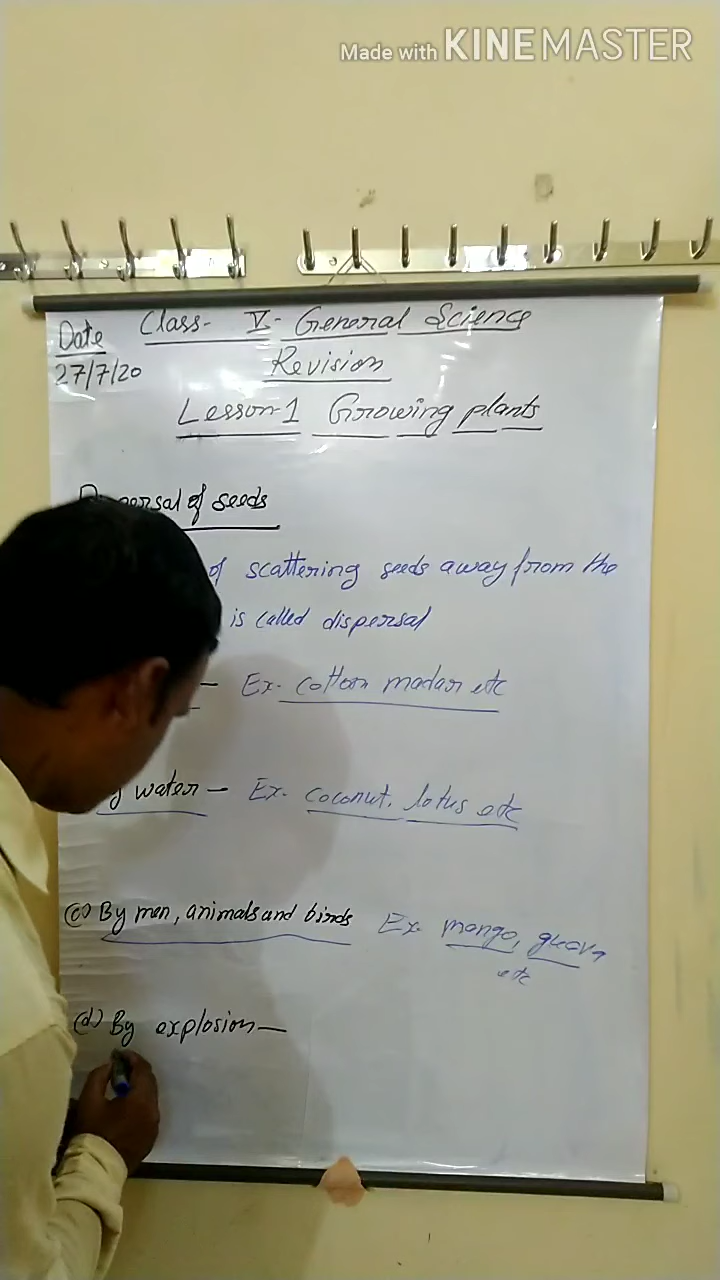 Made with KINEMASTER
Date Class- V- General Science
27/7/20 Revision
Lesson-1 Growing plants
of seeds
of scattering seeds away from the
is called dispersal
– Ex. cotton madar etc
water – Ex. coconut, lotus etc
(c) By men, animals and birds Ex. mango, guava
etc
(d) By explosion –